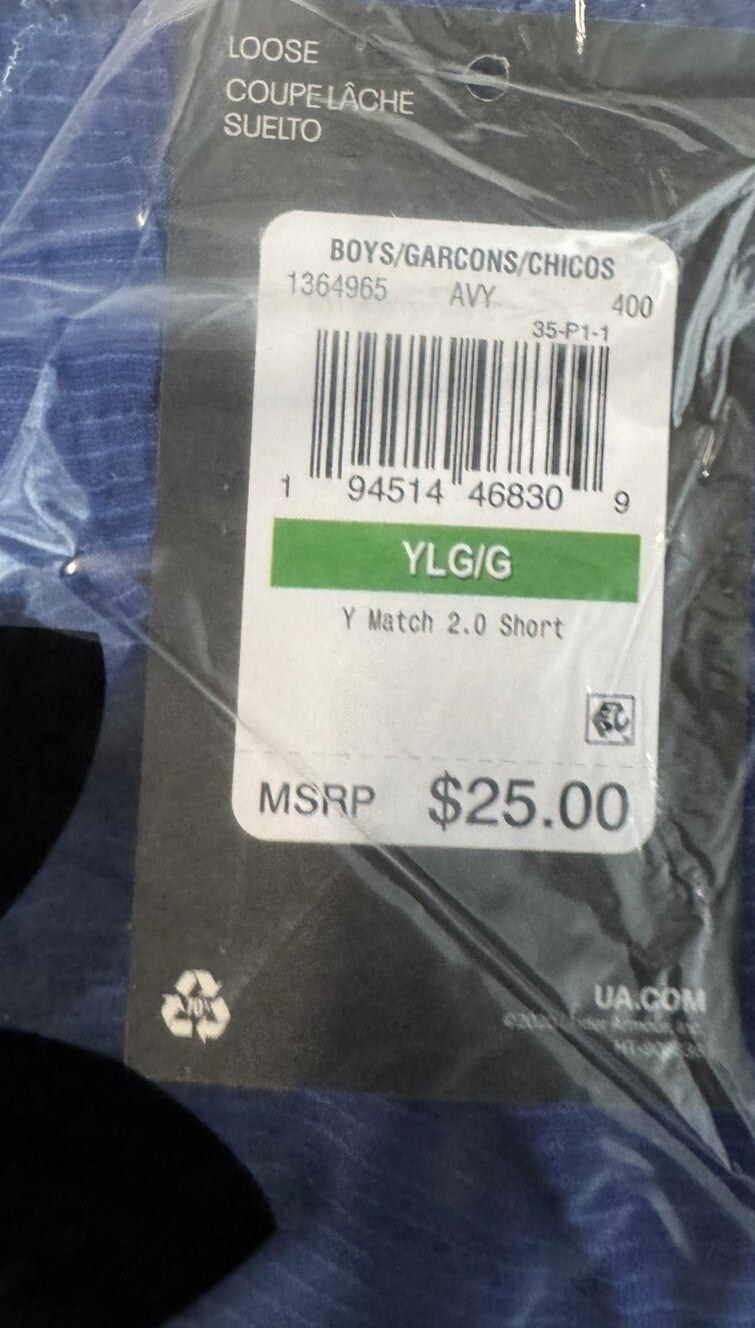 LOOSE
COUPE LÂCHE
SUELTO
BOYS/GARCONS/CHICOS
1364965 AVY 400
35-P1-1
1 94514 46830 9
YLG/G
Y Match 2.0 Short
MSRP $25.00
UA.COM